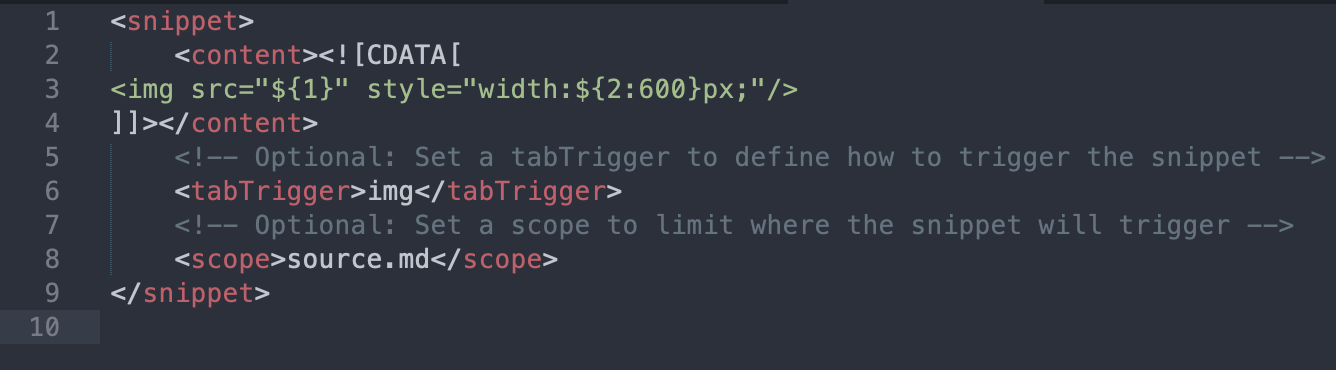 1 <snippet>
2     <content><![CDATA[
3 <img src="${1}" style="width:${2:600}px;"/>
4 ]]></content>
5     <!-- Optional: Set a tabTrigger to define how to trigger the snippet -->
6     <tabTrigger>img</tabTrigger>
7     <!-- Optional: Set a scope to limit where the snippet will trigger -->
8     <scope>source.md</scope>
9 </snippet>
10